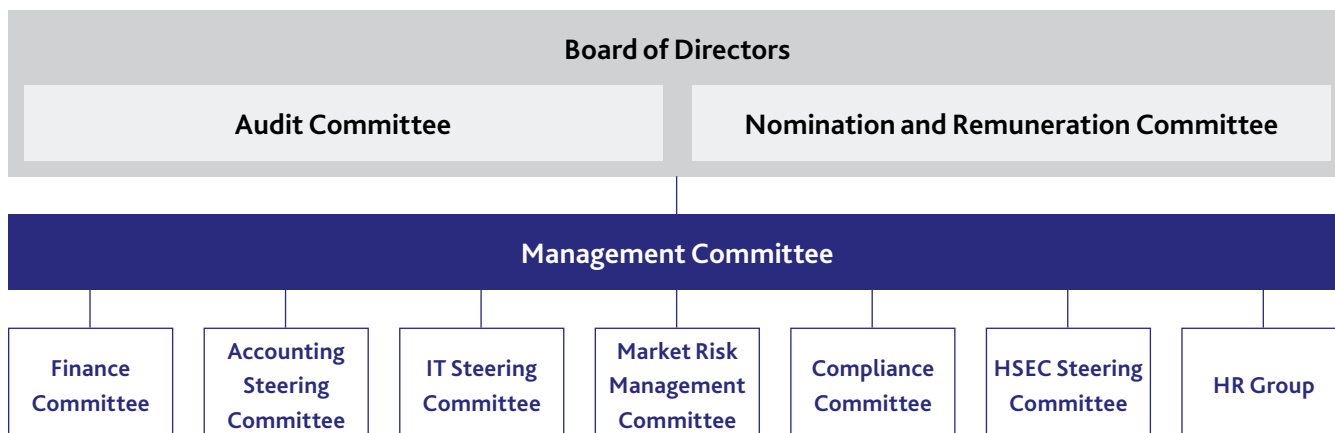 Board of Directors
Audit Committee
Nomination and Remuneration Committee
Management Committee
Finance
Committee
Accounting
Steering
Committee
IT Steering
Committee
Market Risk
Management
Committee
Compliance
Committee
HSEC Steering
Committee
HR Group